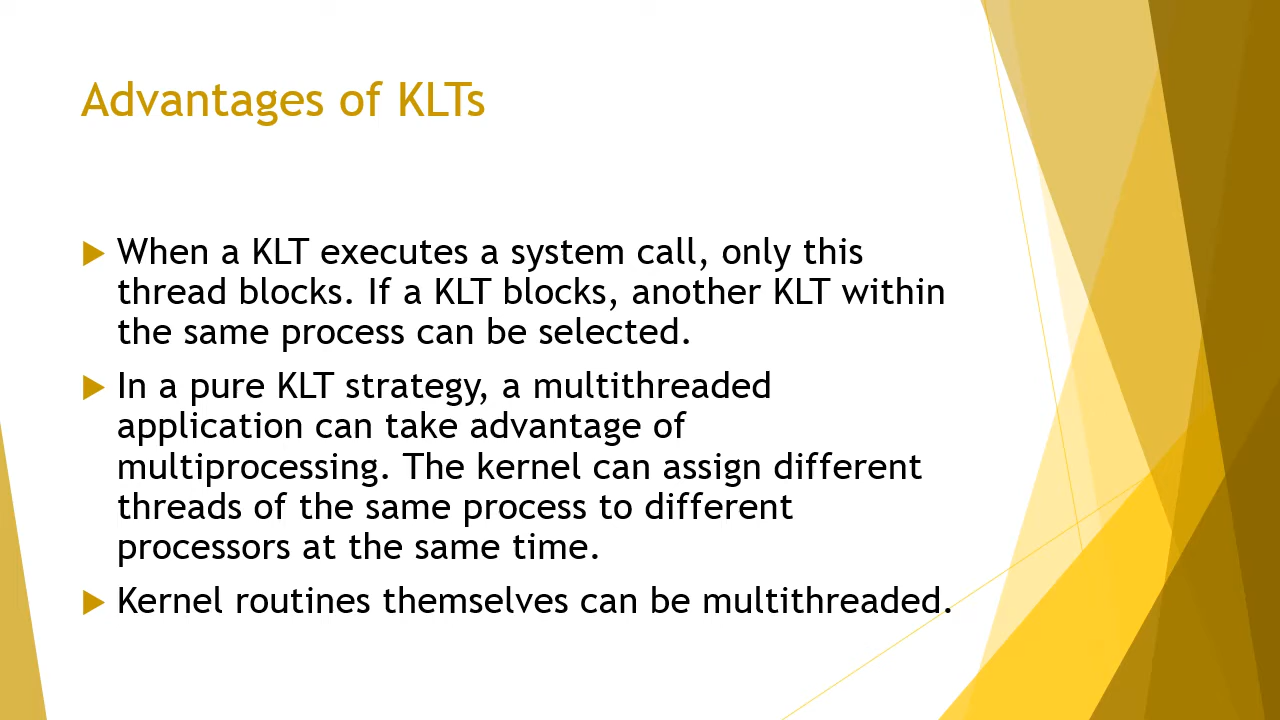 Advantages of KLTs
When a KLT executes a system call, only this
thread blocks. If a KLT blocks, another KLT within
the same process can be selected.
In a pure KLT strategy, a multithreaded
application can take advantage of
multiprocessing. The kernel can assign different
threads of the same process to different
processors at the same time.
Kernel routines themselves can be multithreaded.